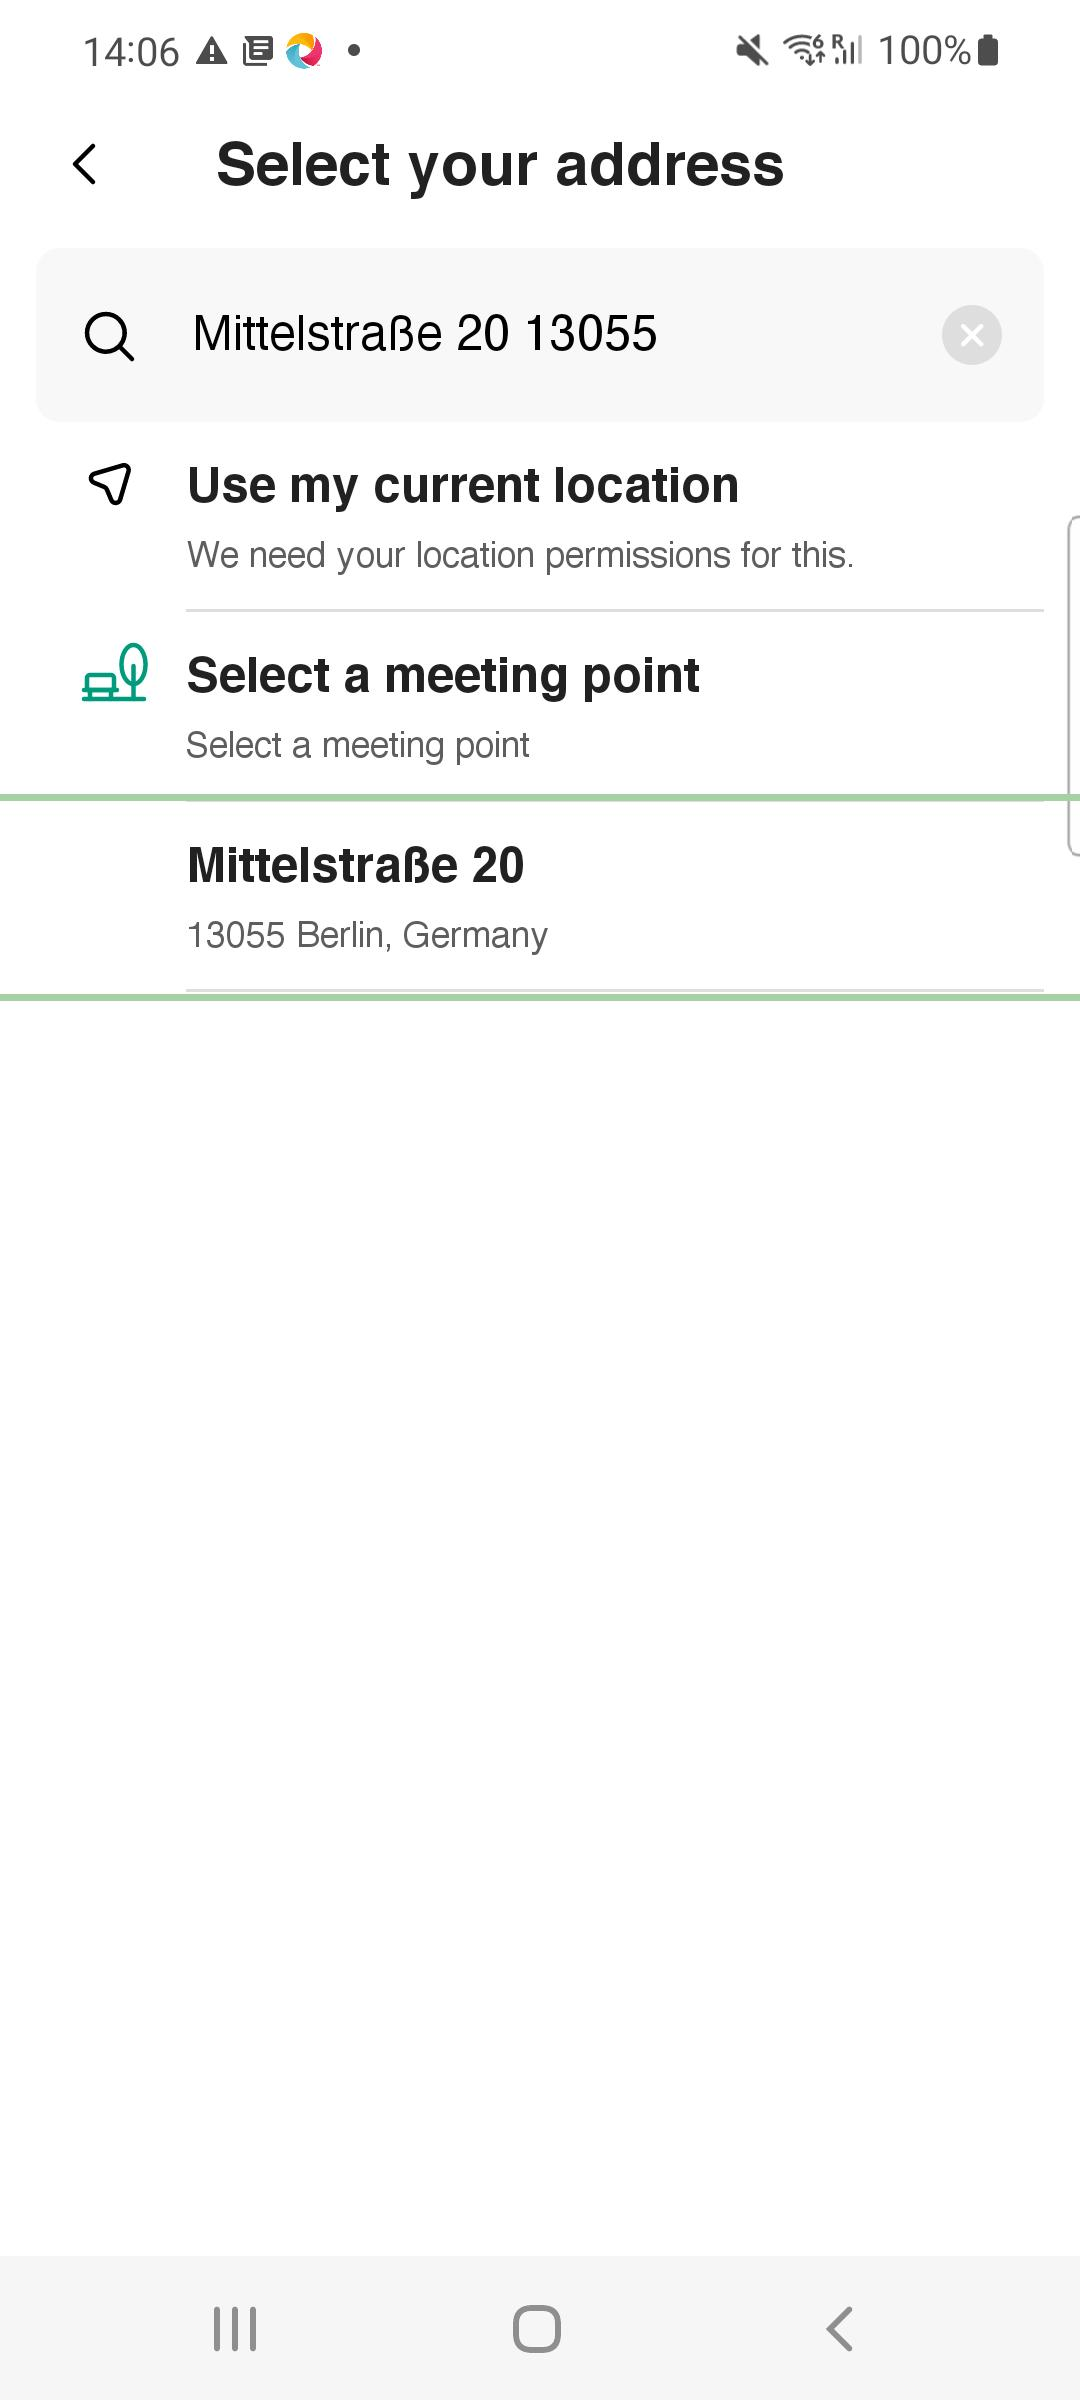 14:06 100%
Select your address
Mittelstraße 20 13055
Use my current location
We need your location permissions for this.
Select a meeting point
Select a meeting point
Mittelstraße 20
13055 Berlin, Germany